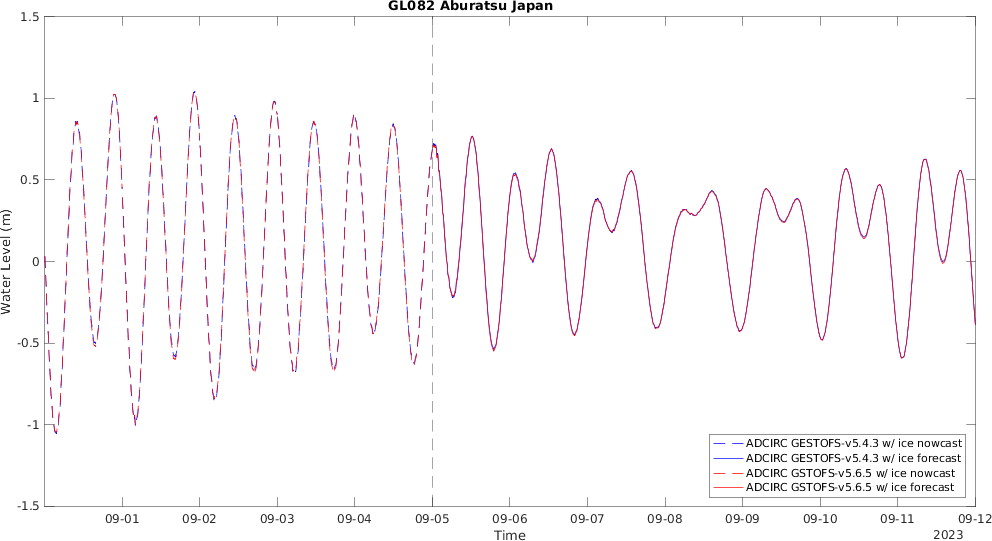 GL082 Aburatsu Japan
1.5
1
0.5
0
-0.5
-1
-1.5
Water Level (m)
ADCIRC GESTOFS-v5.4.3 w/ ice nowcast
ADCIRC GESTOFS-v5.4.3 w/ ice forecast
ADCIRC GSTOFS-v5.6.5 w/ ice nowcast
ADCIRC GSTOFS-v5.6.5 w/ ice forecast
09-01 09-02 09-03 09-04 09-05 09-06 09-07 09-08 09-09 09-10 09-11 09-12
Time
2023